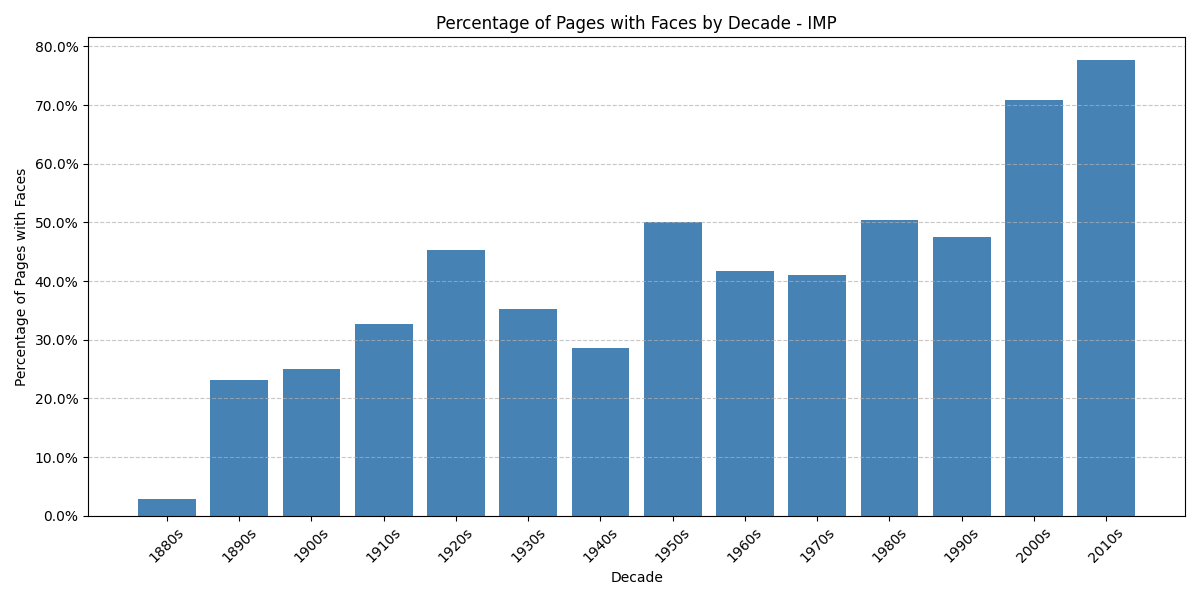 Percentage of Pages with Faces by Decade - IMP
Percentage of Pages with Faces
80.0%
70.0%
60.0%
50.0%
40.0%
30.0%
20.0%
10.0%
0.0%
1880s 1890s 1900s 1910s 1920s 1930s 1940s 1950s 1960s 1970s 1980s 1990s 2000s 2010s
Decade